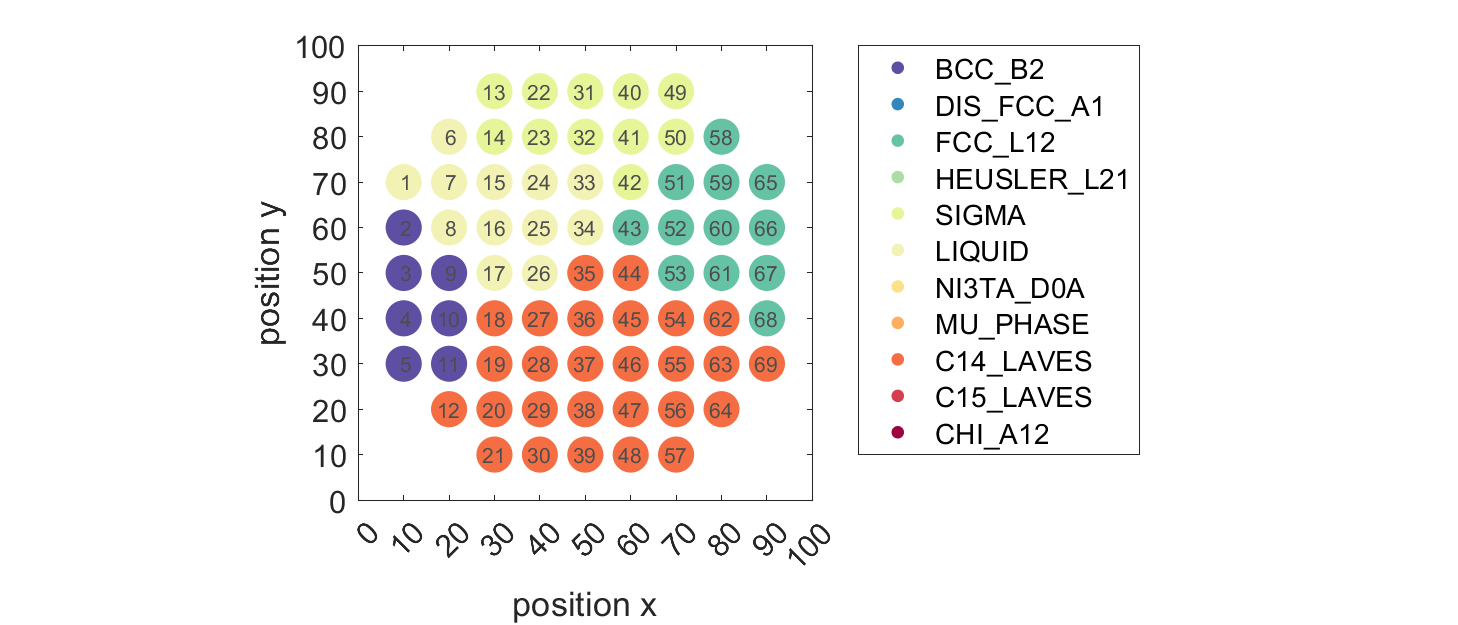 100
90
80
70
60
50
40
30
20
10
0
position y
13 22 31 40 49
6 14 23 32 41 50 58
1 7 15 24 33 42 51 59 65
2 8 16 25 34 43 52 60 66
3 9 17 26 35 44 53 61 67
4 10 18 27 36 45 54 62 68
5 11 19 28 37 46 55 63 69
12 20 29 38 47 56 64
21 30 39 48 57
0 10 20 30 40 50 60 70 80 90 100
position x
BCC_B2
DIS_FCC_A1
FCC_L12
HEUSLER_L21
SIGMA
LIQUID
NI3TA_D0A
MU_PHASE
C14_LAVES
C15_LAVES
CHI_A12